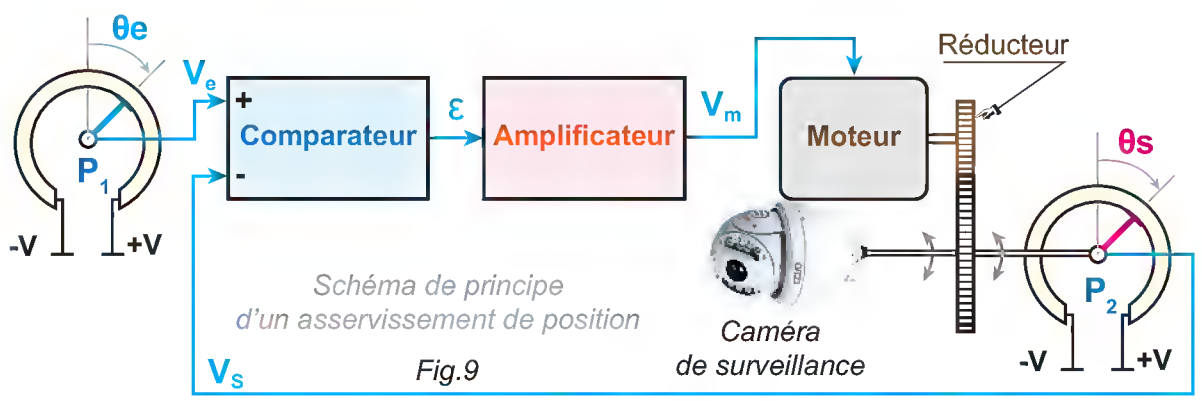 θe
Réducteur
Ve
+
Comparateur
-
ε
Amplificateur
Vm
Moteur
θs
P1
-V
+V
Schéma de principe
d'un asservissement de position
Caméra
de surveillance
P2
-V
+V
VS
Fig.9